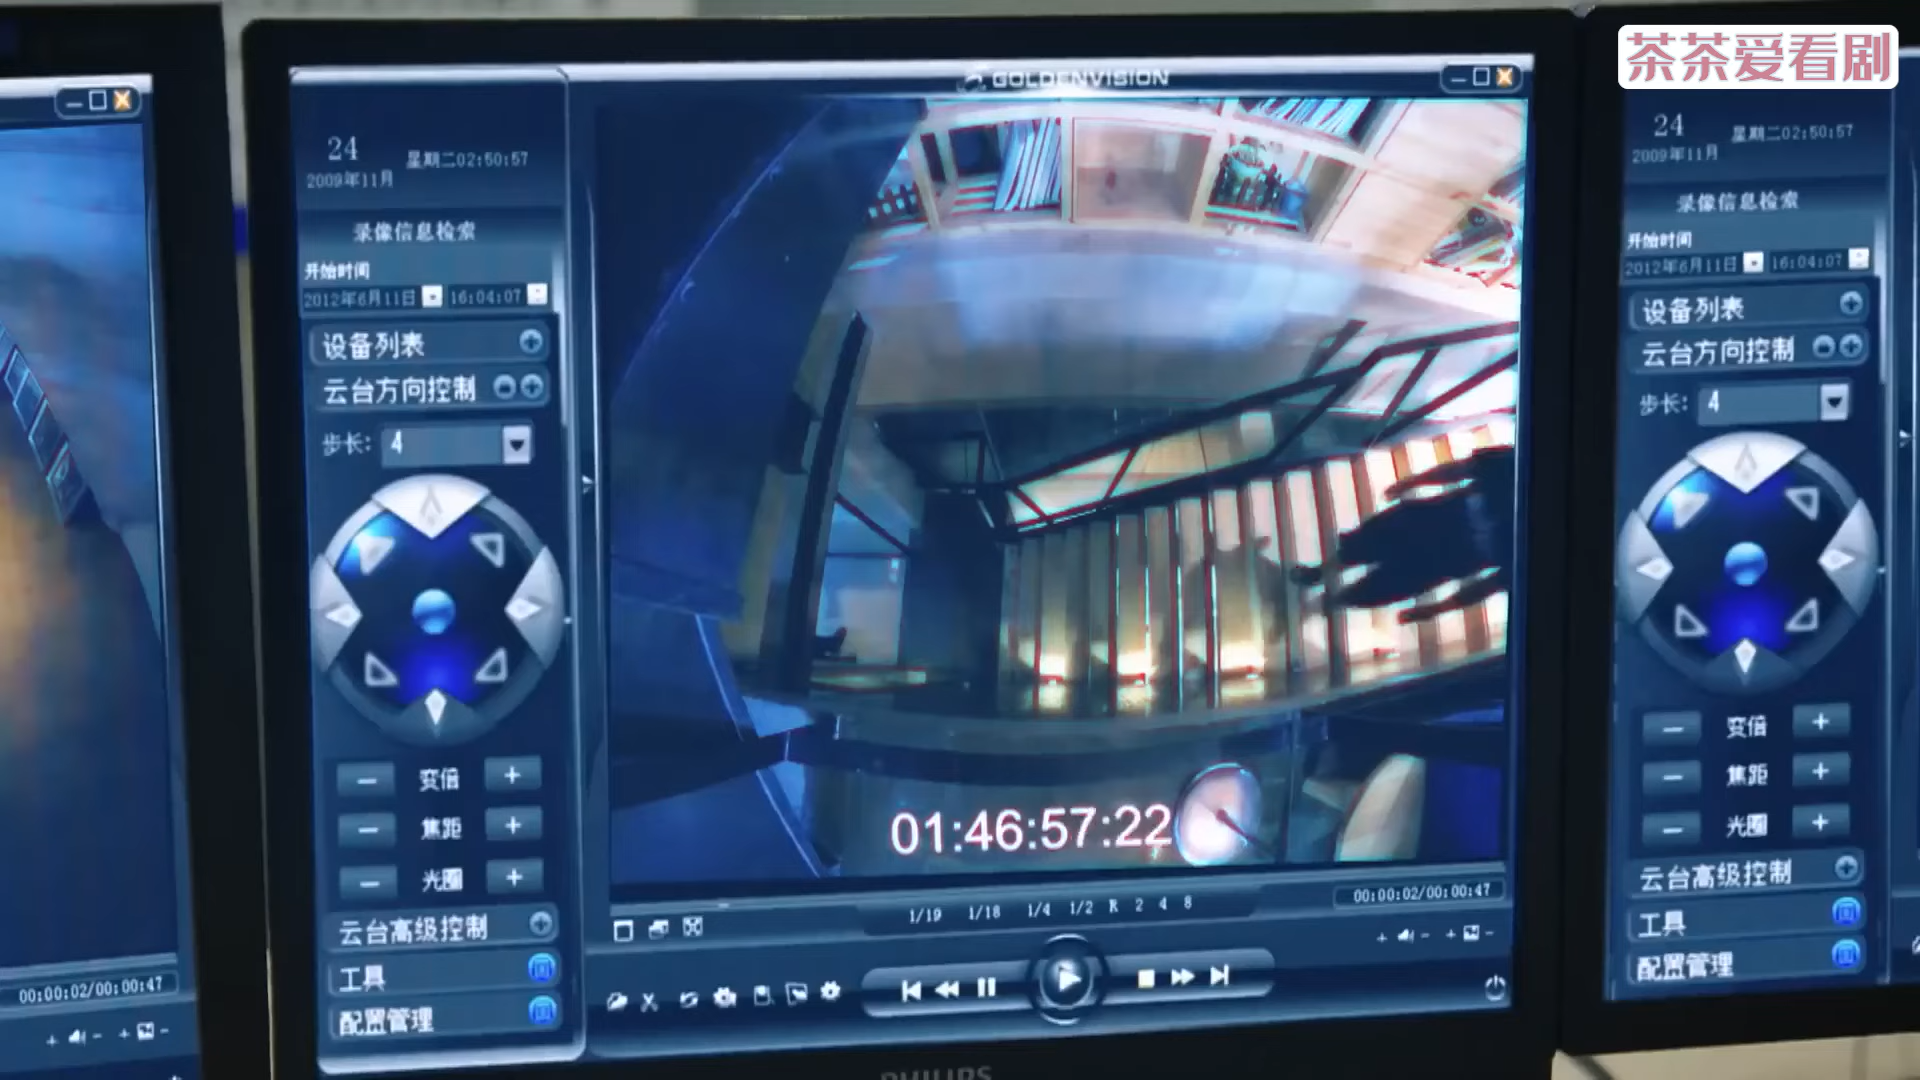 茶茶爱看剧
GOLDENVISION
24
星期二02:50:57
2009年11月
录像信息检索
开始时间
2012年6月11日 16:04:07
设备列表
云台方向控制
步长: 4
变倍
焦距
光圈
云台高级控制
工具
配置管理
01:46:57:22
1/19 1/18 1/4 1/2 R 2 4 8
00:00:02/00:00:47
PHILIPS
00:00:02/00:00:47
24
星期二02:50:57
2009年11月
录像信息检索
开始时间
2012年6月11日 16:04:07
设备列表
云台方向控制
步长: 4
变倍
焦距
光圈
云台高级控制
工具
配置管理